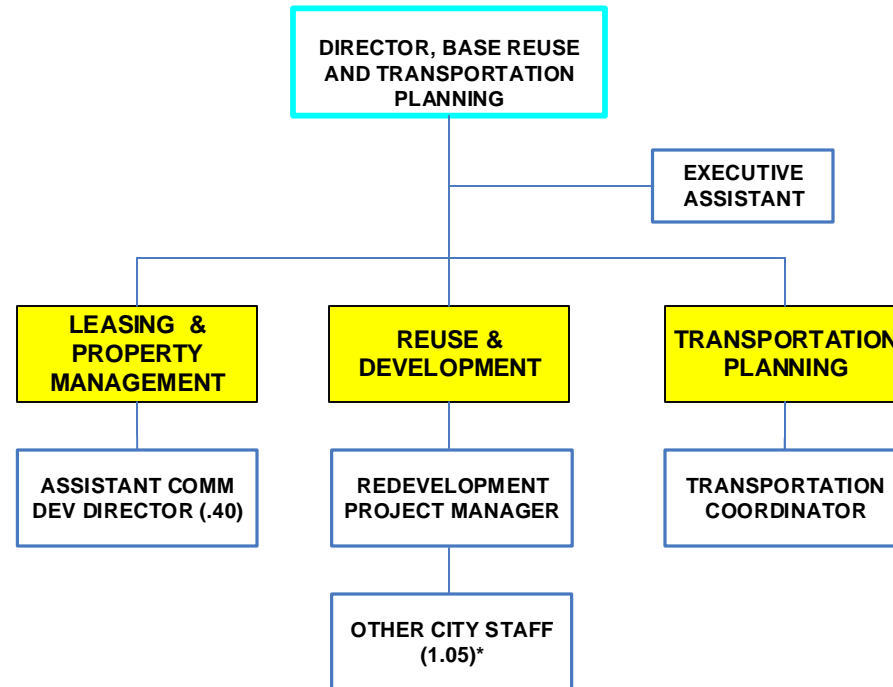 DIRECTOR, BASE REUSE
AND TRANSPORTATION
PLANNING
EXECUTIVE
ASSISTANT
LEASING &
PROPERTY
MANAGEMENT
REUSE &
DEVELOPMENT
TRANSPORTATION
PLANNING
ASSISTANT COMM
DEV DIRECTOR (.40)
REDEVELOPMENT
PROJECT MANAGER
TRANSPORTATION
COORDINATOR
OTHER CITY STAFF
(1.05)*